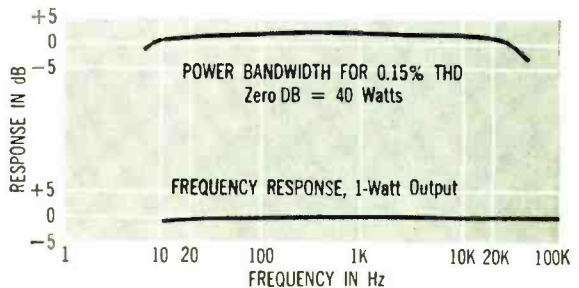 +5
0
−5
POWER BANDWIDTH FOR 0.15% THD
Zero DB = 40 Watts
RESPONSE IN dB
+5
0
−5
FREQUENCY RESPONSE, 1-Watt Output
1 10 20 100 1K 10K 20K 100K
FREQUENCY IN Hz